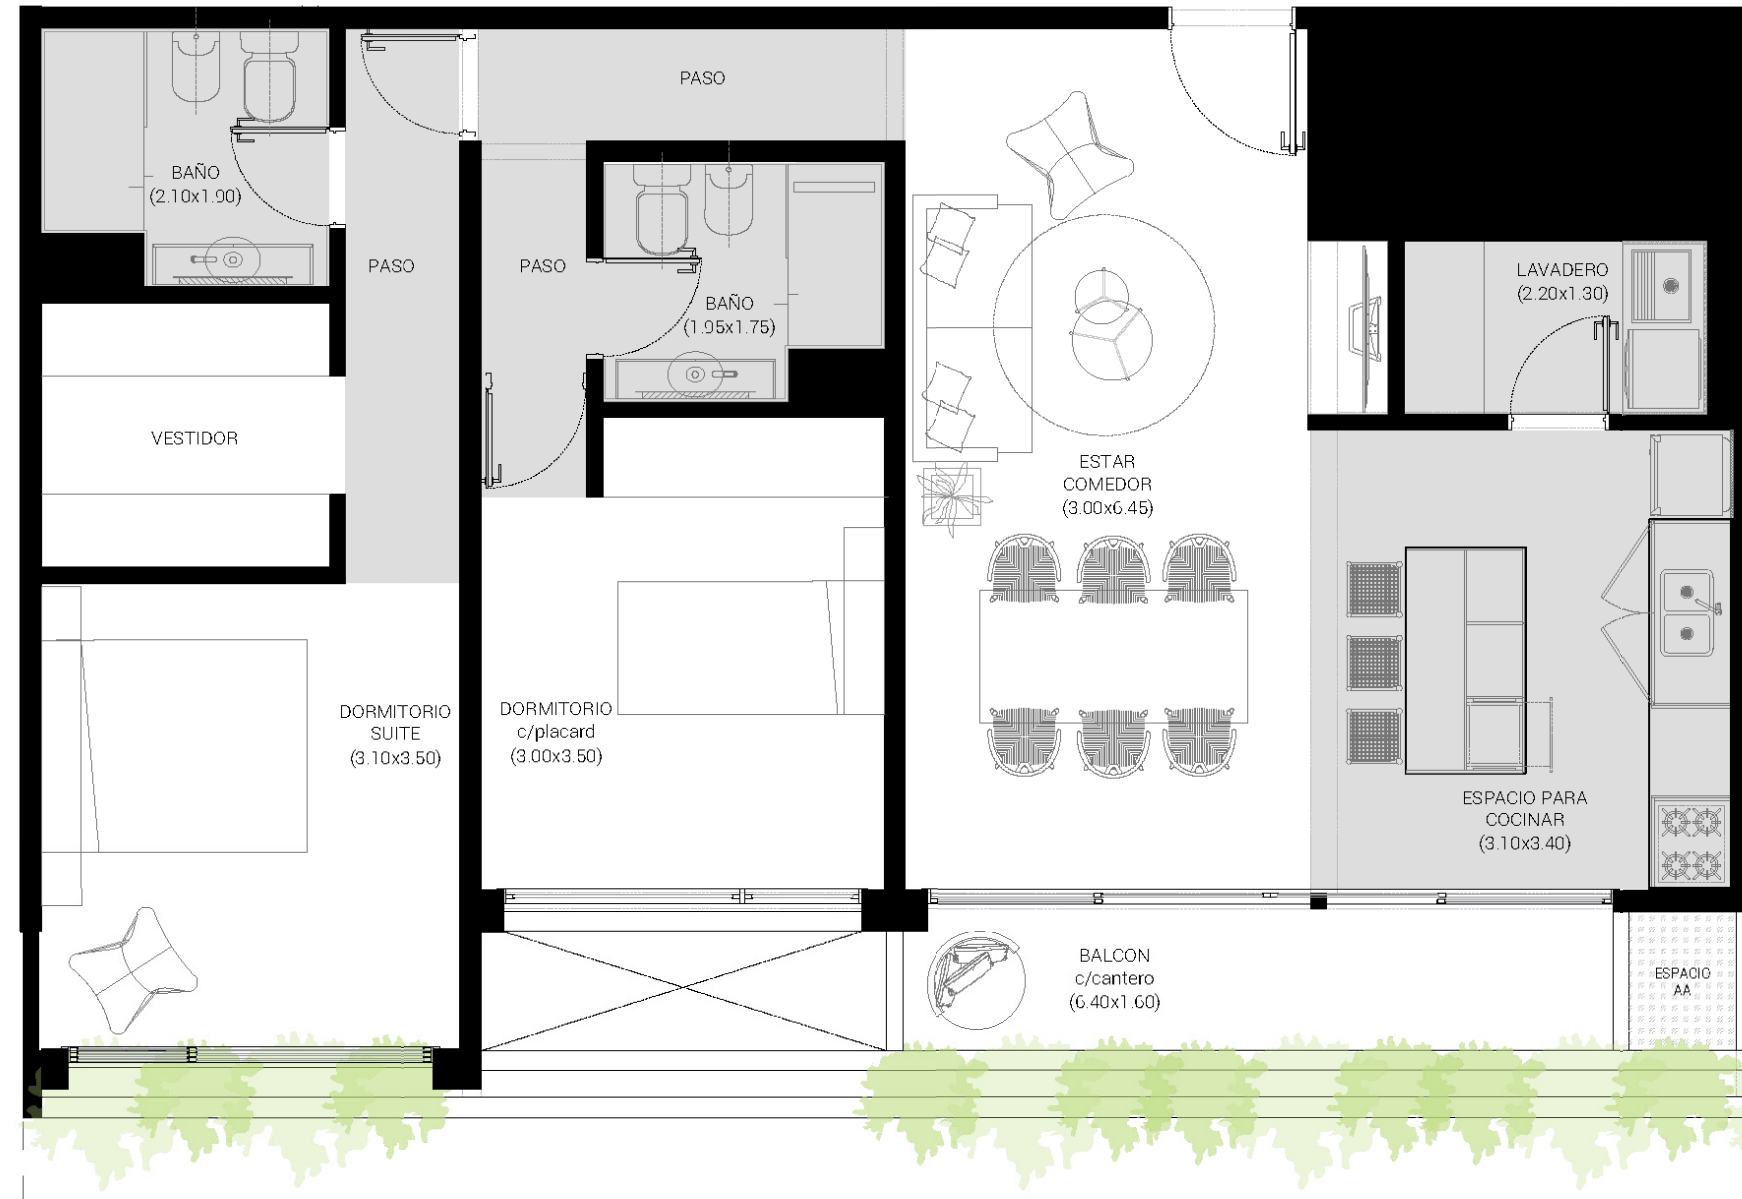 PASO
BAÑO
(2.10x1.90)
PASO
PASO
BAÑO
(1.95x1.75)
LAVADERO
(2.20x1.30)
VESTIDOR
ESTAR
COMEDOR
(3.00x6.45)
DORMITORIO
SUITE
(3.10x3.50)
DORMITORIO
c/placard
(3.00x3.50)
ESPACIO PARA
COCINAR
(3.10x3.40)
BALCON
c/cantero
(6.40x1.60)
ESPACIO
AA